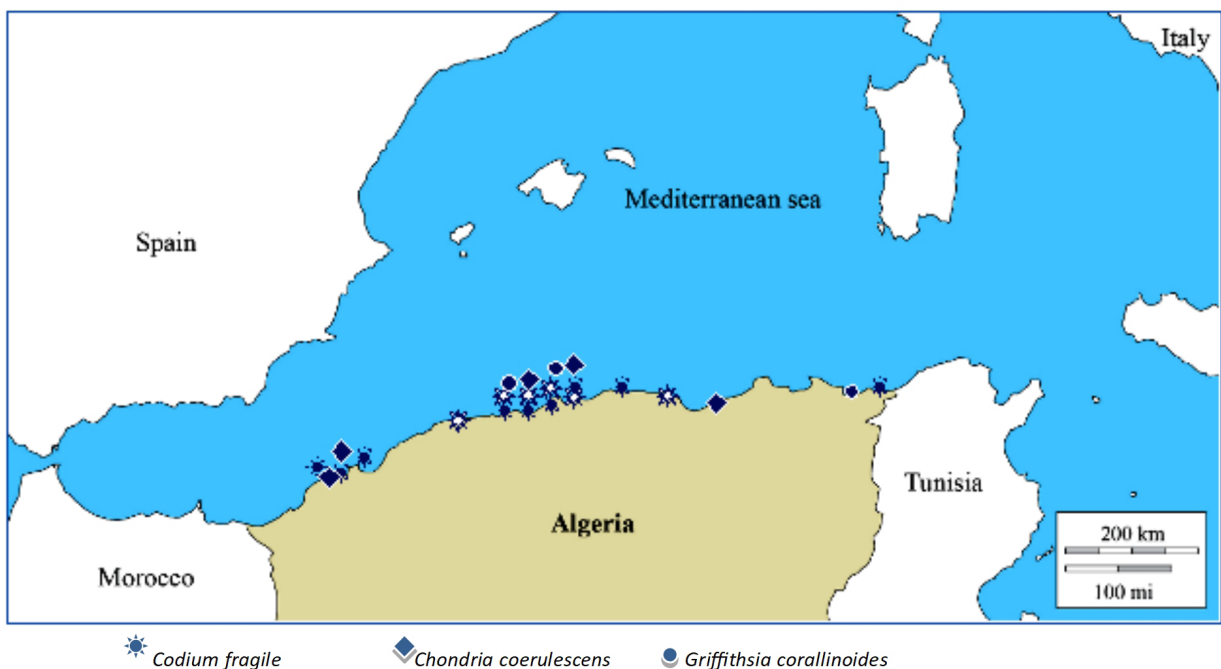 Italy
Mediterranean sea
Spain
Tunisia
Algeria
Morocco
200 km
100 mi
Codium fragile
Chondria coerulescens
Griffithsia corallinoides